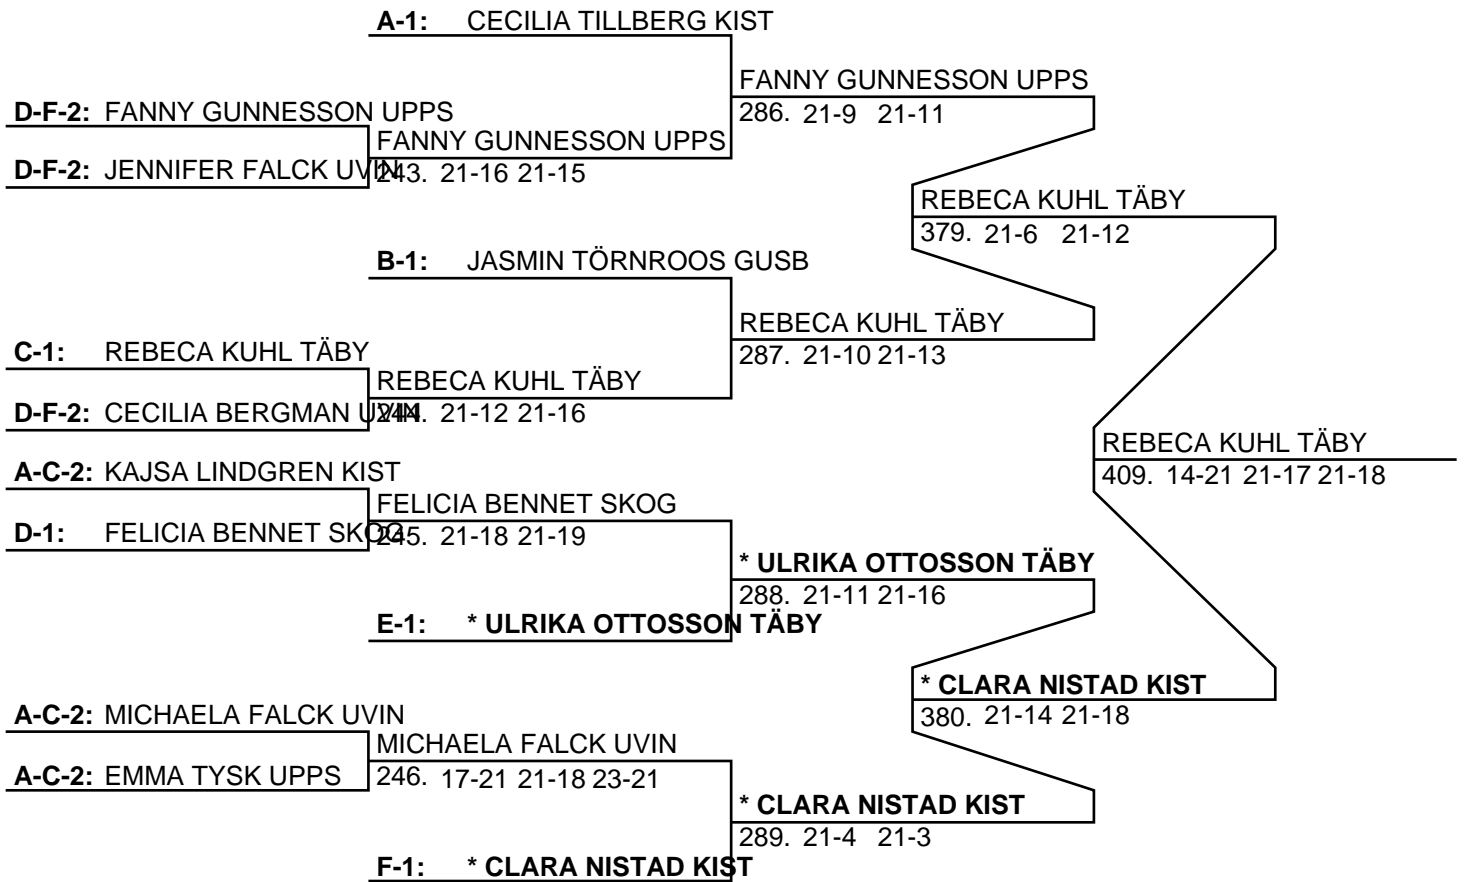 A-1: CECILIA TILLBERG KIST
FANNY GUNNESSON UPPS
D-F-2: FANNY GUNNESSON UPPS
286. 21-9 21-11
FANNY GUNNESSON UPPS
D-F-2: JENNIFER FALCK UVIN
243. 21-16 21-15
REBECA KUHL TÄBY
379. 21-6 21-12
B-1: JASMIN TÖRNROOS GUSB
REBECA KUHL TÄBY
C-1: REBECA KUHL TÄBY
287. 21-10 21-13
REBECA KUHL TÄBY
D-F-2: CECILIA BERGMAN UVIN
244. 21-12 21-16
REBECA KUHL TÄBY
409. 14-21 21-17 21-18
A-C-2: KAJSA LINDGREN KIST
FELICIA BENNET SKOG
D-1: FELICIA BENNET SKOG
245. 21-18 21-19
* ULRIKA OTTOSSON TÄBY
288. 21-11 21-16
E-1: * ULRIKA OTTOSSON TÄBY
* CLARA NISTAD KIST
380. 21-14 21-18
A-C-2: MICHAELA FALCK UVIN
MICHAELA FALCK UVIN
A-C-2: EMMA TYSK UPPS
246. 17-21 21-18 23-21
* CLARA NISTAD KIST
289. 21-4 21-3
F-1: * CLARA NISTAD KIST